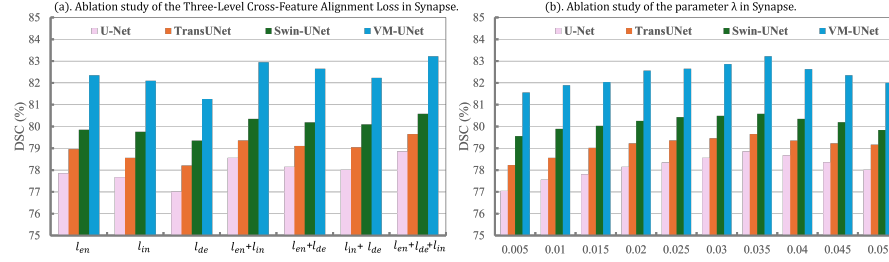 (a). Ablation study of the Three-Level Cross-Feature Alignment Loss in Synapse.
U-Net TransUNet Swin-UNet VM-UNet
DSC (%)
85
84
83
82
81
80
79
78
77
76
75
l_en l_in l_de l_en+l_in l_en+l_de l_in+ l_de l_en+l_de+l_in
(b). Ablation study of the parameter λ in Synapse.
U-Net TransUNet Swin-UNet VM-UNet
DSC (%)
85
84
83
82
81
80
79
78
77
76
75
0.005 0.01 0.015 0.02 0.025 0.03 0.035 0.04 0.045 0.05